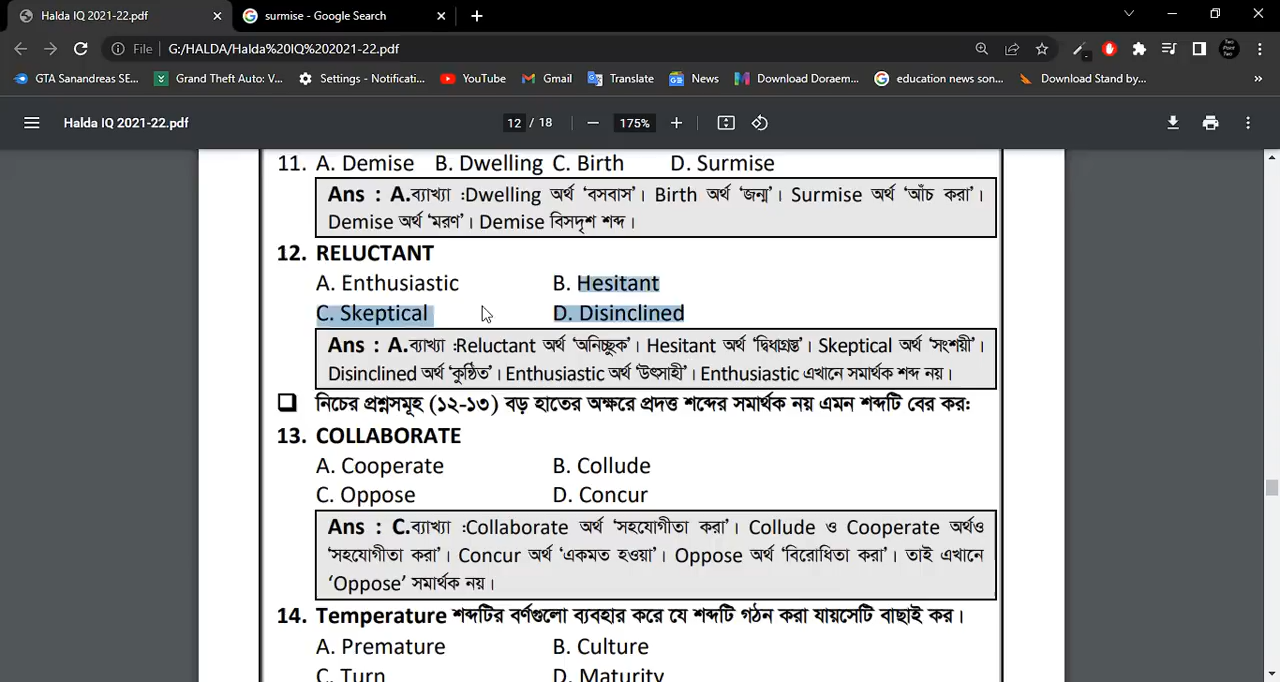 Halda IQ 2021-22.pdf
surmise - Google Search
File G:/HALDA/Halda%20IQ%202021-22.pdf
GTA Sanandreas SE... Grand Theft Auto: V... Settings - Notificati... YouTube Gmail Translate News Download Doraem... education news son... Download Stand by... »
Halda IQ 2021-22.pdf 12 / 18 175%
11. A. Demise B. Dwelling C. Birth D. Surmise
Ans : A.ব্যাখ্যা :Dwelling অর্থ ‘বসবাস’। Birth অর্থ ‘জন্ম’। Surmise অর্থ ‘আঁচ করা’।
Demise অর্থ ‘মরণ’। Demise বিসদৃশ শব্দ।
12. RELUCTANT
A. Enthusiastic B. Hesitant
C. Skeptical D. Disinclined
Ans : A.ব্যাখ্যা :Reluctant অর্থ ‘অনিচ্ছুক’। Hesitant অর্থ ‘দ্বিধাগ্রস্ত’। Skeptical অর্থ ‘সংশয়ী’।
Disinclined অর্থ ‘কুণ্ঠিত’। Enthusiastic অর্থ ‘উৎসাহী’। Enthusiastic এখানে সমার্থক শব্দ নয়।
নিচের প্রশ্নসমূহ (১২-১৩) বড় হাতের অক্ষরে প্রদত্ত শব্দের সমার্থক নয় এমন শব্দটি বের কর:
13. COLLABORATE
A. Cooperate B. Collude
C. Oppose D. Concur
Ans : C.ব্যাখ্যা :Collaborate অর্থ ‘সহযোগীতা করা’। Collude ও Cooperate অর্থও
‘সহযোগীতা করা’। Concur অর্থ ‘একমত হওয়া’। Oppose অর্থ ‘বিরোধিতা করা’। তাই এখানে
‘Oppose’ সমার্থক নয়।
14. Temperature শব্দটির বর্ণগুলো ব্যবহার করে যে শব্দটি গঠন করা যায়সেটি বাছাই কর।
A. Premature B. Culture
C. Turn D. Maturity